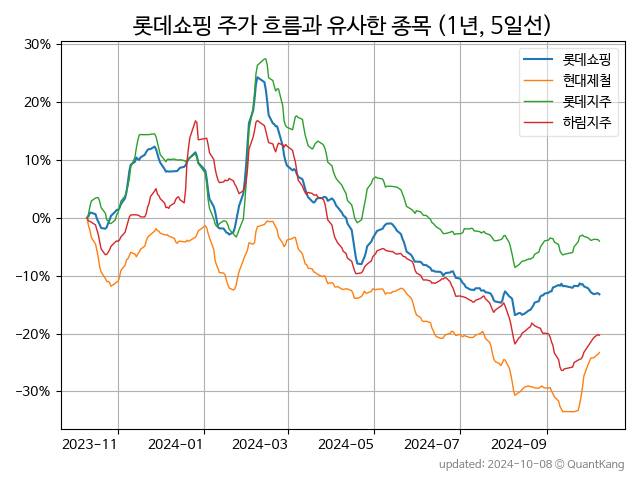 롯데쇼핑 주가 흐름과 유사한 종목 (1년, 5일선)
30%
20%
10%
0%
−10%
−20%
−30%
롯데쇼핑
현대제철
롯데지주
하림지주
2023-11
2024-01
2024-03
2024-05
2024-07
2024-09
updated: 2024-10-08 © QuantKang